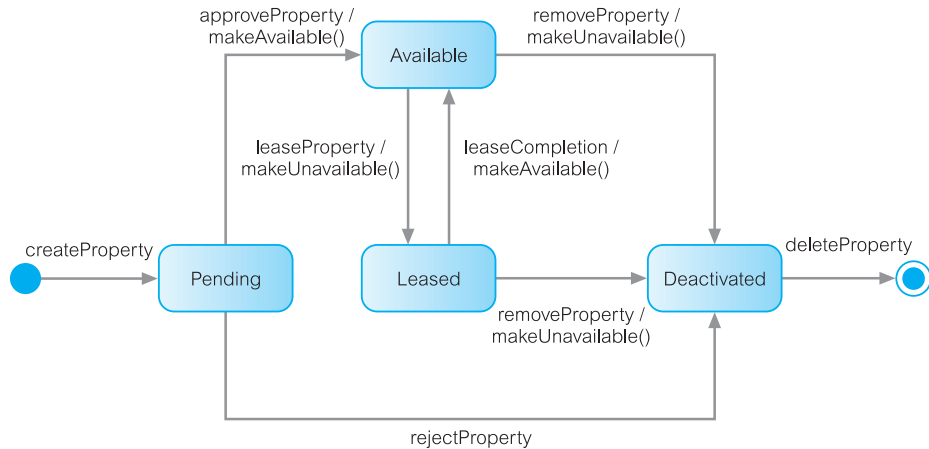 approveProperty /
makeAvailable()
removeProperty /
makeUnavailable()
Available
leaseProperty /
makeUnavailable()
leaseCompletion /
makeAvailable()
createProperty
deleteProperty
Pending
Leased
Deactivated
removeProperty /
makeUnavailable()
rejectProperty